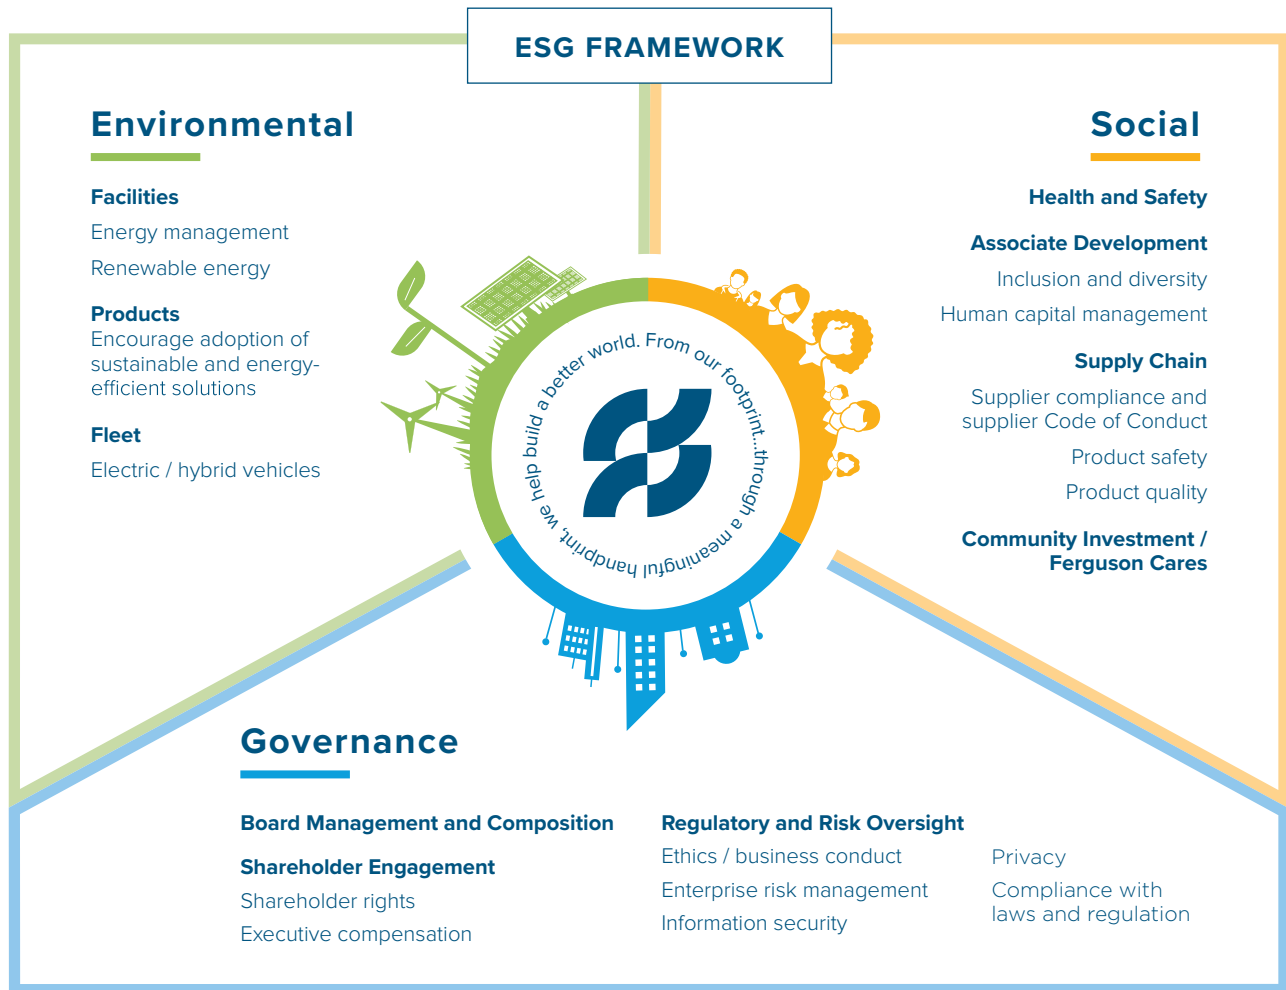 ESG FRAMEWORK
Environmental
Facilities
Energy management
Renewable energy
Products
Encourage adoption of
sustainable and energy-
efficient solutions
Fleet
Electric / hybrid vehicles
Social
Health and Safety
Associate Development
Inclusion and diversity
Human capital management
Supply Chain
Supplier compliance and
supplier Code of Conduct
Product safety
Product quality
Community Investment /
Ferguson Cares
From our footprint...through a meaningful handprint, we help build a better world.
Governance
Board Management and Composition
Shareholder Engagement
Shareholder rights
Executive compensation
Regulatory and Risk Oversight
Ethics / business conduct
Enterprise risk management
Information security
Privacy
Compliance with
laws and regulation